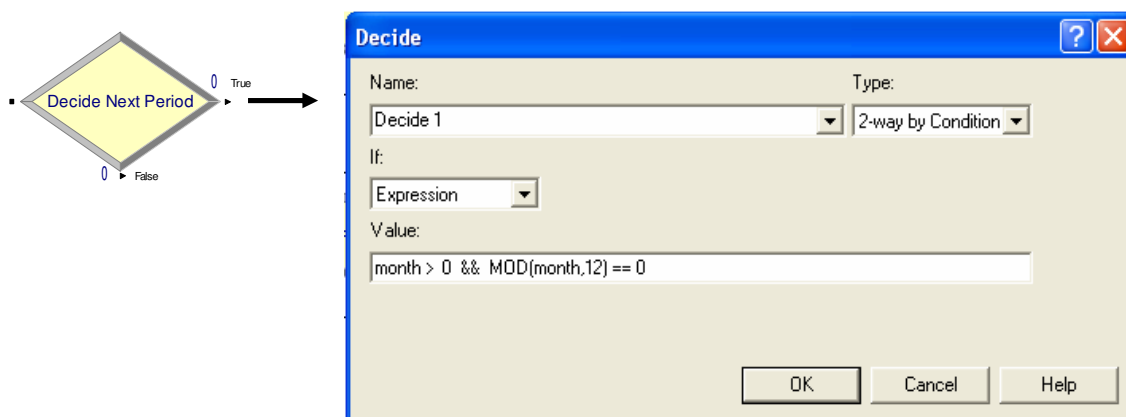 Decide Next Period
0 True
0 False
Decide
Name:
Type:
Decide 1
2-way by Condition
If:
Expression
Value:
month > 0 && MOD(month,12) == 0
OK
Cancel
Help